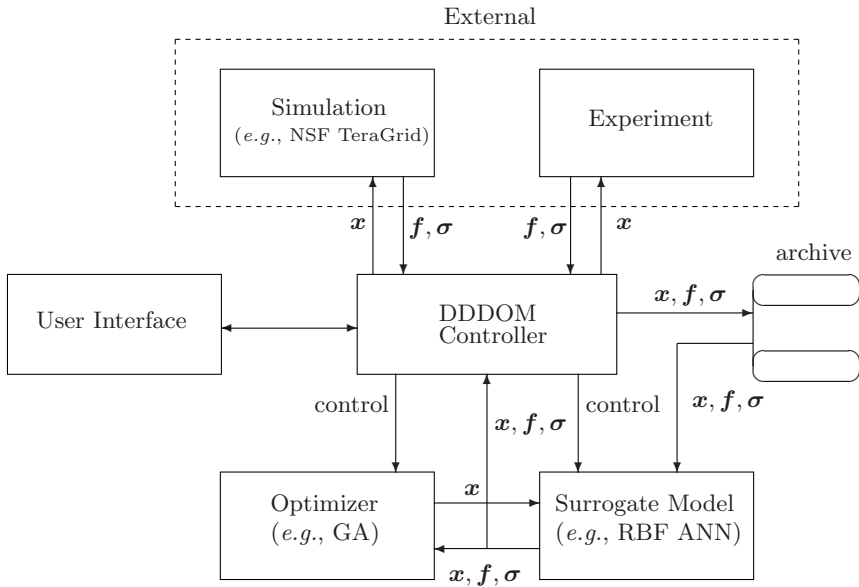 External
Simulation
(e.g., NSF TeraGrid)
Experiment
x
f, σ
f, σ
x
archive
User Interface
DDDOM
Controller
x, f, σ
control
x, f, σ
control
x, f, σ
Optimizer
(e.g., GA)
x
Surrogate Model
(e.g., RBF ANN)
x, f, σ